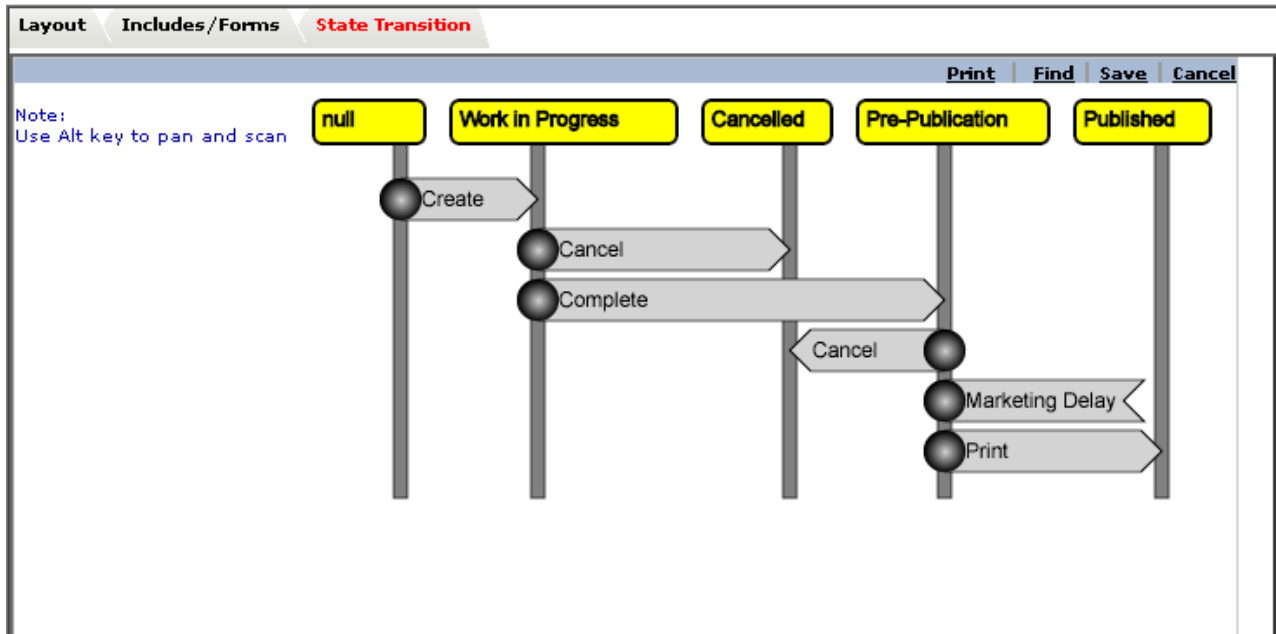 Layout Includes/Forms State Transition
Print Find Save Cancel
Note:
Use Alt key to pan and scan
null Work in Progress Cancelled Pre-Publication Published
Create
Cancel
Complete
Cancel
Marketing Delay
Print